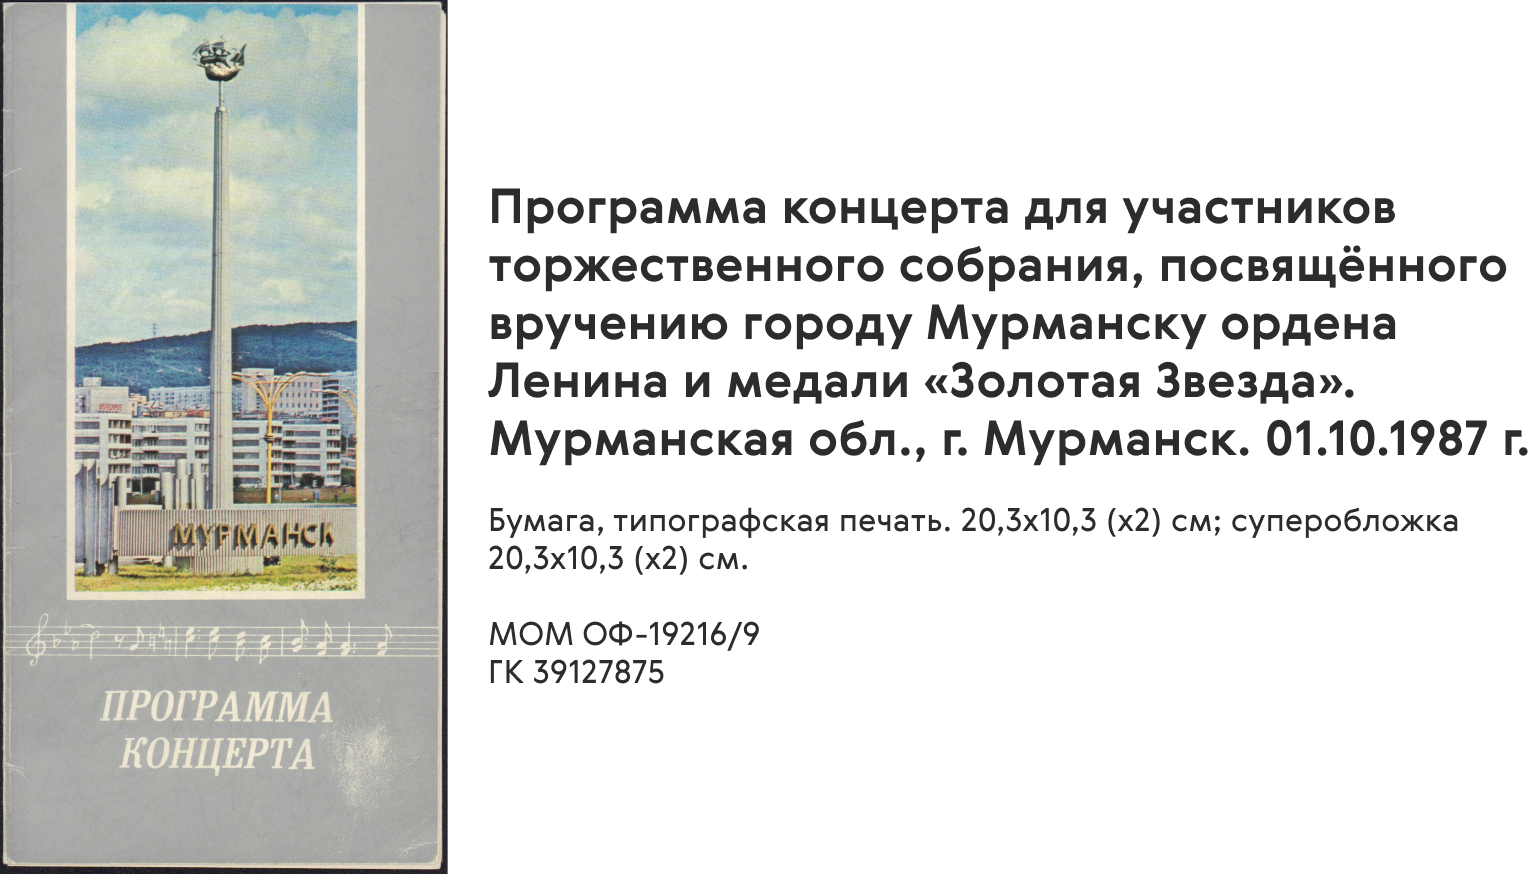 МУРМАНСК
ПРОГРАММА
КОНЦЕРТА
Программа концерта для участников
торжественного собрания, посвящённого
вручению городу Мурманску ордена
Ленина и медали «Золотая Звезда».
Мурманская обл., г. Мурманск. 01.10.1987 г.
Бумага, типографская печать. 20,3х10,3 (х2) см; суперобложка
20,3х10,3 (х2) см.
МОМ ОФ-19216/9
ГК 39127875